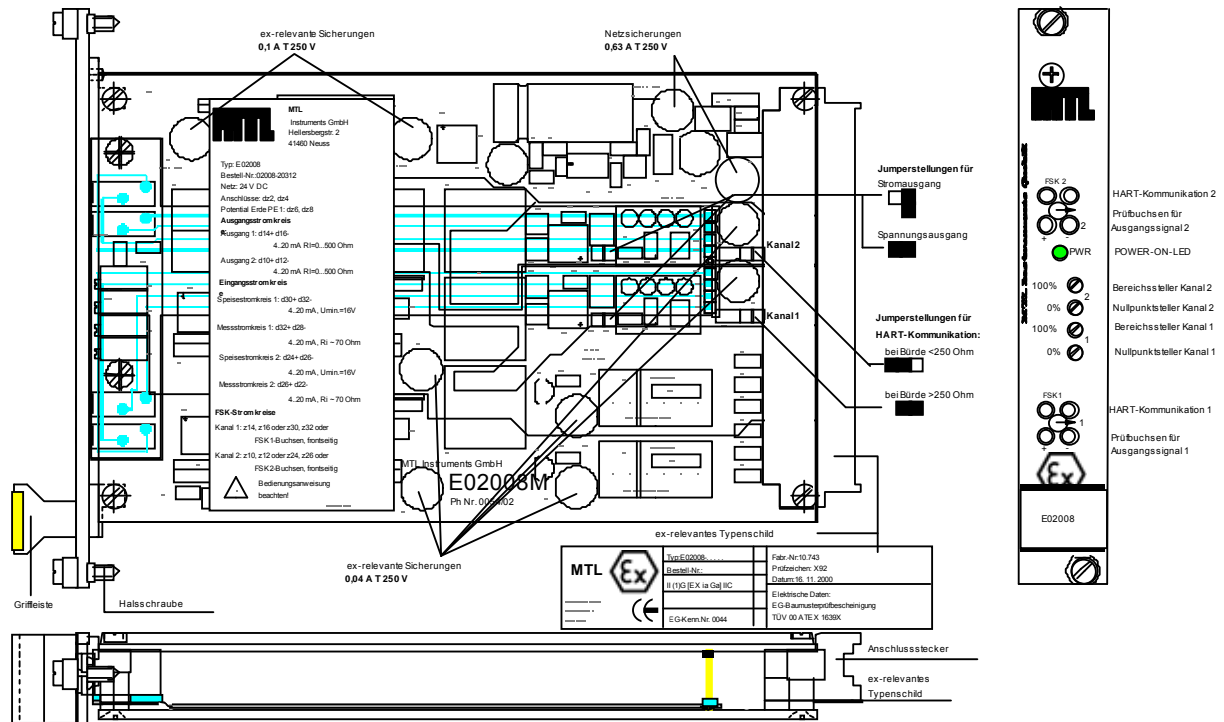 ex-relevante Sicherungen
0,1 A T 250 V
Netzsicherungen
0,63 A T 250 V
MTL
MTL
Instruments GmbH
Hellersbergstr. 2
41460 Neuss
Typ: E02008
Bestell-Nr.:02008-20312
Netz: 24 V DC
Anschlüsse: dz2, dz4
Potential Erde PE1: dz6, dz8
Ausgangsstromkreis
Ausgang 1: d14+ d16-
4..20 mA RI=0...500 Ohm
Ausgang 2: d10+ d12-
4..20 mA RI=0...500 Ohm
Eingangsstromkreis
Speisestromkreis 1: d30+ d32-
4..20 mA, Umin.=16V
Messstromkreis 1: d32+ d28-
4..20 mA, Ri ~ 70 Ohm
Speisestromkreis 2: d24+ d26-
4..20 mA, Umin.=16V
Messstromkreis 2: d26+ d22-
4..20 mA, Ri ~ 70 Ohm
FSK-Stromkreise
Kanal 1: z14, z16 oder z30, z32 oder
FSK1-Buchsen, frontseitig
Kanal 2: z10, z12 oder z24, z26 oder
FSK2-Buchsen, frontseitig
Bedienungsanweisung
beachten!
MTL Instruments GmbH
E02008M
Kanal 2
Kanal 1
Jumperstellungen für
Stromausgang
Spannungsausgang
Jumperstellungen für
HART-Kommunikation:
bei Bürde <250 Ohm
bei Bürde >250 Ohm
ex-relevante Sicherungen
0,04 A T 250 V
ex-relevantes Typenschild
MTL
Ex
Typ:E02008-. . . . .
Bestell-Nr.:
II (1)G [EX ia Ga] IIC
CE
EG-Kenn.Nr. 0044
Fabr.-Nr:10.743
Prüfzeichen: X92
Datum:16. 11. 2000
Elektrische Daten:
EG-Baumusterprüfbescheinigung
TÜV 00 ATEX 1639X
Griffleiste
Halsschraube
Anschlussstecker
ex-relevantes
Typenschild
MTL
FSK 2
+ -
2
HART-Kommunikation 2
Prüfbuchsen für
Ausgangssignal 2
PWR
POWER-ON-LED
100%
Bereichssteller Kanal 2
2
0%
Nullpunktsteller Kanal 2
100%
Bereichssteller Kanal 1
1
0%
Nullpunktsteller Kanal 1
FSK1
+ -
1
HART-Kommunikation 1
Prüfbuchsen für
Ausgangssignal 1
Ex
E02008